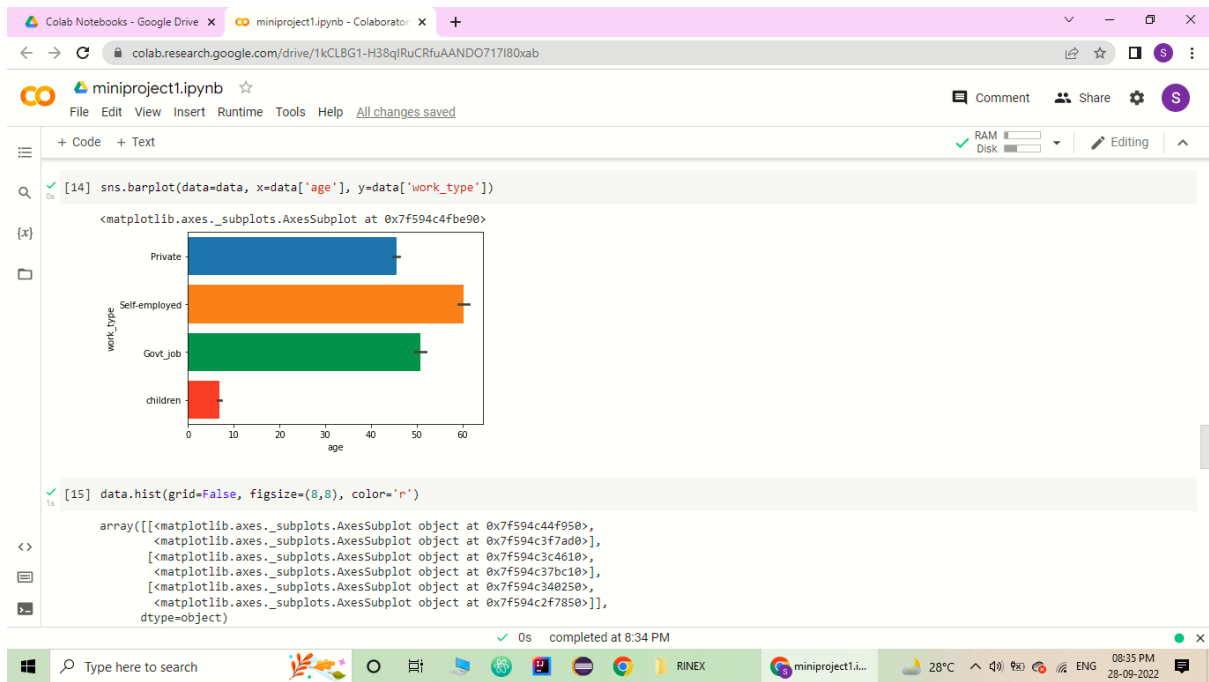 Colab Notebooks - Google Drive
miniproject1.ipynb - Colaborator
colab.research.google.com/drive/1kCLBG1-H38qIRuCRfuAANDO717I80xab
S
miniproject1.ipynb
File Edit View Insert Runtime Tools Help All changes saved
Comment Share S
+ Code + Text
RAM
Disk
Editing
[14] sns.barplot(data=data, x=data['age'], y=data['work_type'])
0s
<matplotlib.axes._subplots.AxesSubplot at 0x7f594c4fbe90>
{x}
Private
Self-employed
Govt_job
children
work_type
0 10 20 30 40 50 60
age
[15] data.hist(grid=False, figsize=(8,8), color='r')
1s
array([[<matplotlib.axes._subplots.AxesSubplot object at 0x7f594c44f950>,
<matplotlib.axes._subplots.AxesSubplot object at 0x7f594c3f7ad0>],
[<matplotlib.axes._subplots.AxesSubplot object at 0x7f594c3c4610>,
<matplotlib.axes._subplots.AxesSubplot object at 0x7f594c37bc10>],
[<matplotlib.axes._subplots.AxesSubplot object at 0x7f594c340250>,
<matplotlib.axes._subplots.AxesSubplot object at 0x7f594c2f7850>]],
dtype=object)
0s completed at 8:34 PM
Type here to search
RINEX
miniproject1.i...
28°C
ENG
08:35 PM
28-09-2022